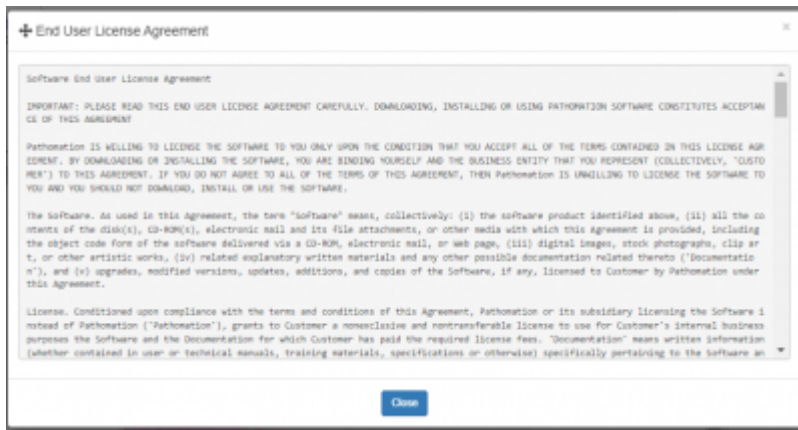 End User License Agreement
×
Software End User License Agreement
IMPORTANT: PLEASE READ THIS END USER LICENSE AGREEMENT CAREFULLY. DOWNLOADING, INSTALLING OR USING PATHOMATION SOFTWARE CONSTITUTES ACCEPTAN
CE OF THIS AGREEMENT
Pathomation IS WILLING TO LICENSE THE SOFTWARE TO YOU ONLY UPON THE CONDITION THAT YOU ACCEPT ALL OF THE TERMS CONTAINED IN THIS LICENSE AGR
EEMENT. BY DOWNLOADING OR INSTALLING THE SOFTWARE, YOU ARE BINDING YOURSELF AND THE BUSINESS ENTITY THAT YOU REPRESENT (COLLECTIVELY, 'CUSTO
MER') TO THIS AGREEMENT. IF YOU DO NOT AGREE TO ALL OF THE TERMS OF THIS AGREEMENT, THEN Pathomation IS UNWILLING TO LICENSE THE SOFTWARE TO
YOU AND YOU SHOULD NOT DOWNLOAD, INSTALL OR USE THE SOFTWARE.
The Software. As used in this Agreement, the term "Software" means, collectively: (i) the software product identified above, (ii) all the co
ntents of the disk(s), CD-ROM(s), electronic mail and its file attachments, or other media with which this Agreement is provided, including
the object code form of the software delivered via a CD-ROM, electronic mail, or web page, (iii) digital images, stock photographs, clip ar
t, or other artistic works, (iv) related explanatory written materials and any other possible documentation related thereto ('Documentatio
n'), and (v) upgrades, modified versions, updates, additions, and copies of the Software, if any, licensed to Customer by Pathomation under
this Agreement.
License. Conditioned upon compliance with the terms and conditions of this Agreement, Pathomation or its subsidiary licensing the Software i
nstead of Pathomation ('Pathomation'), grants to Customer a nonexclusive and nontransferable license to use for Customer's internal business
purposes the Software and the Documentation for which Customer has paid the required license fees. 'Documentation' means written information
(whether contained in user or technical manuals, training materials, specifications or otherwise) specifically pertaining to the Software an
Close